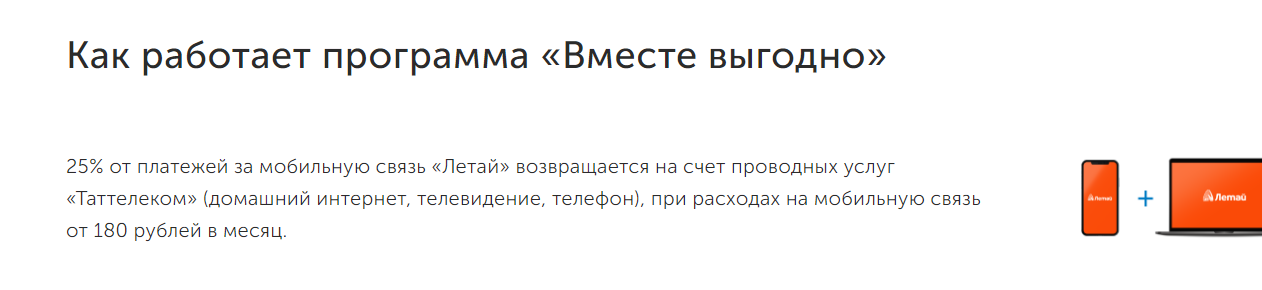 Как работает программа «Вместе выгодно»
25% от платежей за мобильную связь «Летай» возвращается на счет проводных услуг
«Таттелеком» (домашний интернет, телевидение, телефон), при расходах на мобильную связь
от 180 рублей в месяц.
Летай
+
Летай